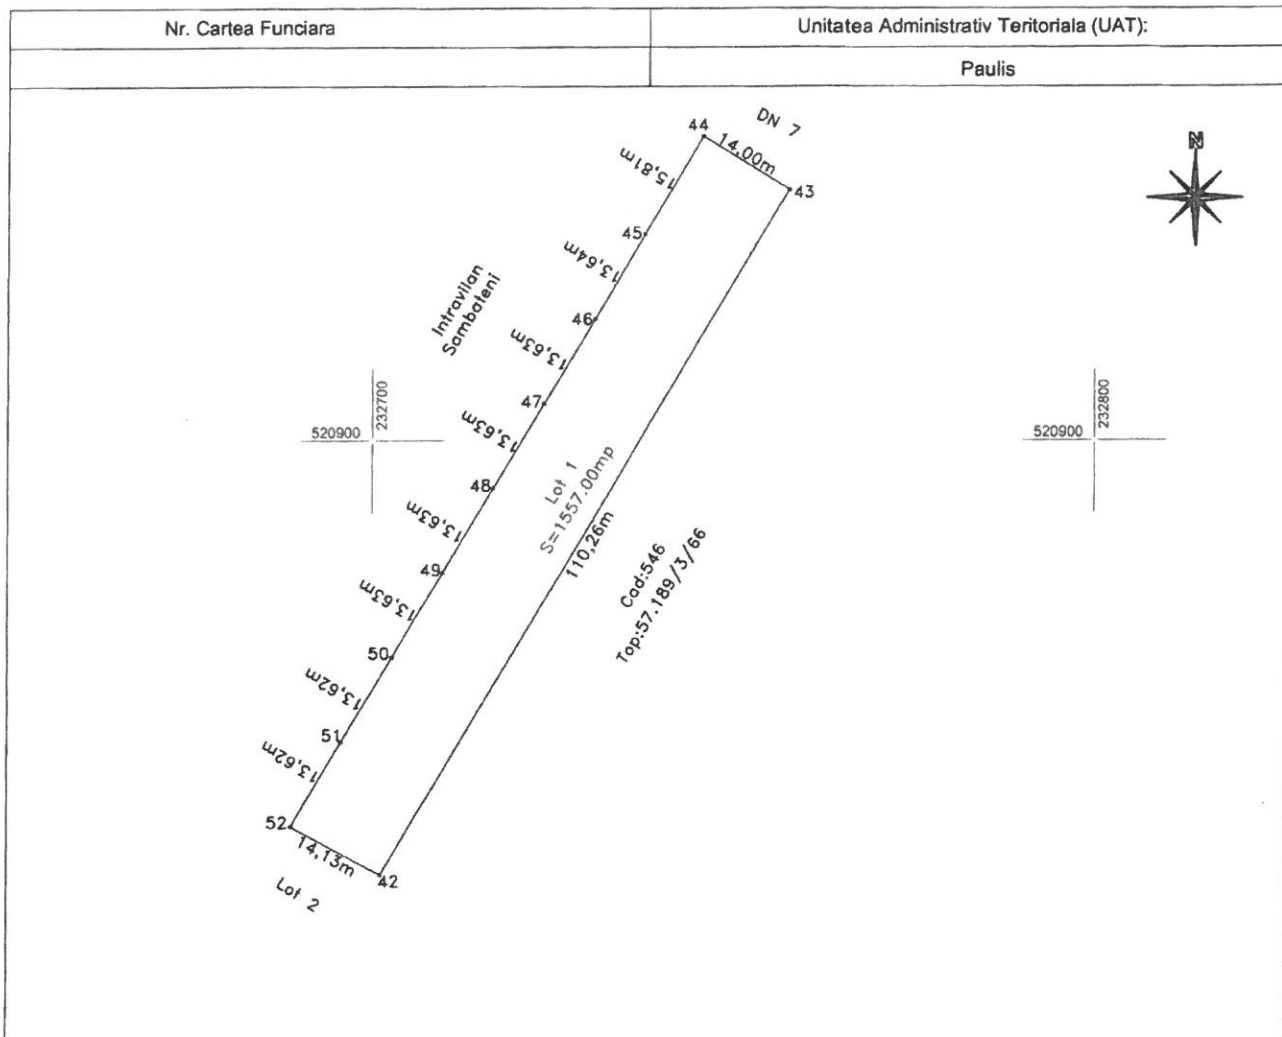 Nr. Cartea Funciara
Unitatea Administrativ Teritoriala (UAT):
Paulis
DN 7
44
14,00m
43
N
15,81m
45
13,64m
46
Intravilan
Sambateni
13,63m
47
232700
520900
232800
520900
13,63m
48
Lot 1
S=1557.00mp
13,63m
110,26m
49
Cad:546
Top:57.189/3/66
13,63m
50
13,62m
51
13,62m
52
14,13m
42
Lot 2